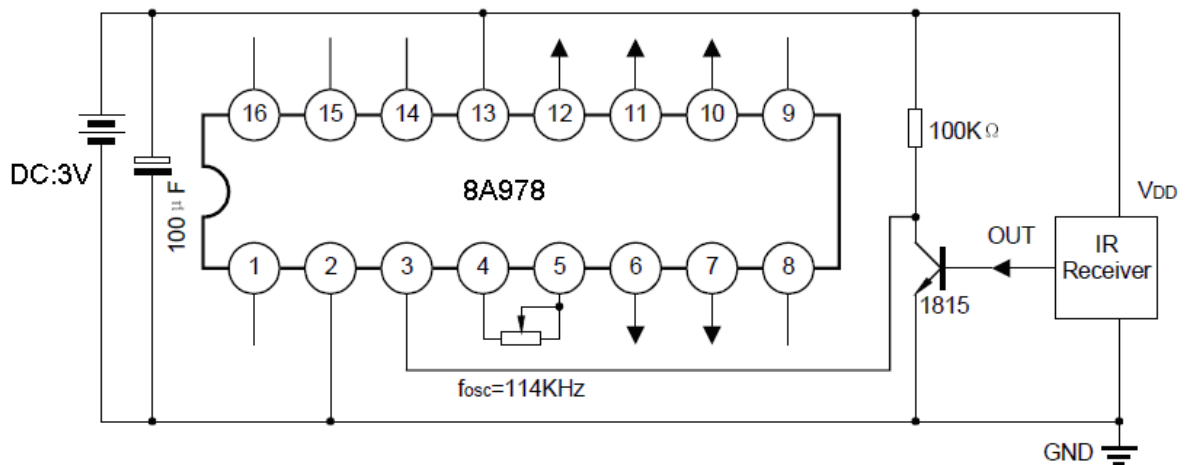 16 15 14 13 12 11 10 9
100KΩ
DC:3V
100μF
8A978
VDD
OUT
IR
Receiver
1 2 3 4 5 6 7 8
1815
fosc=114KHz
GND